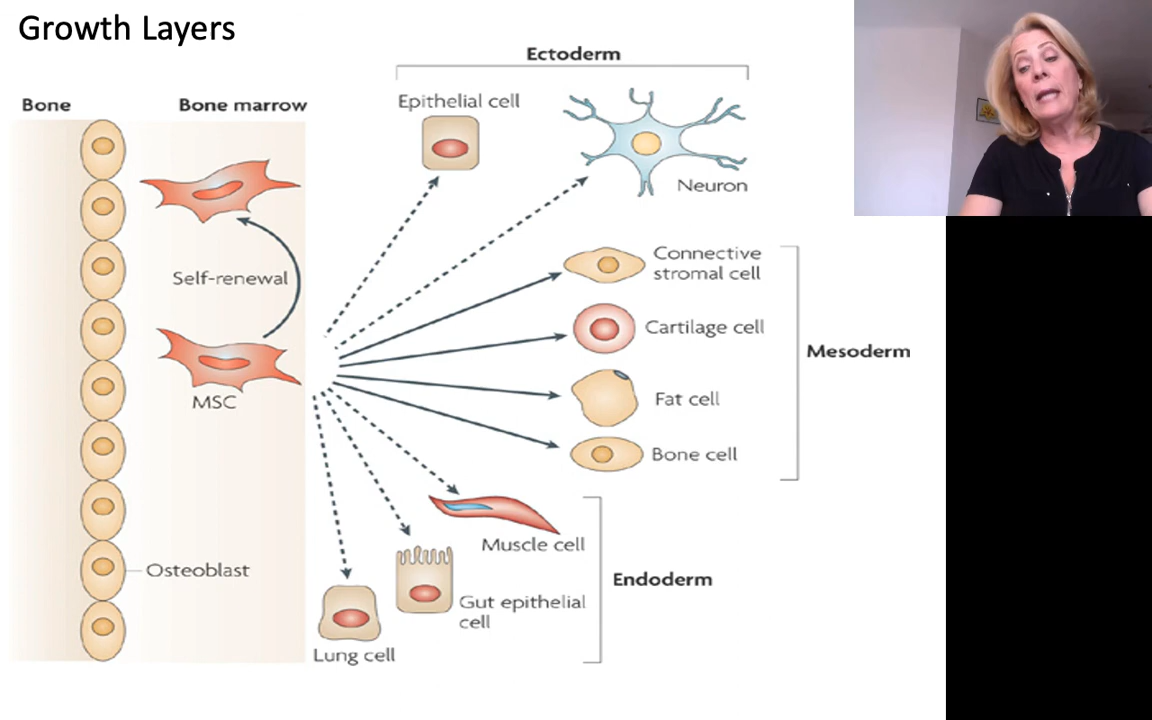 Growth Layers
Ectoderm
Bone
Bone marrow
Epithelial cell
Neuron
Connective
stromal cell
Self-renewal
Cartilage cell
Mesoderm
MSC
Fat cell
Bone cell
Muscle cell
Osteoblast
Endoderm
Gut epithelial
cell
Lung cell